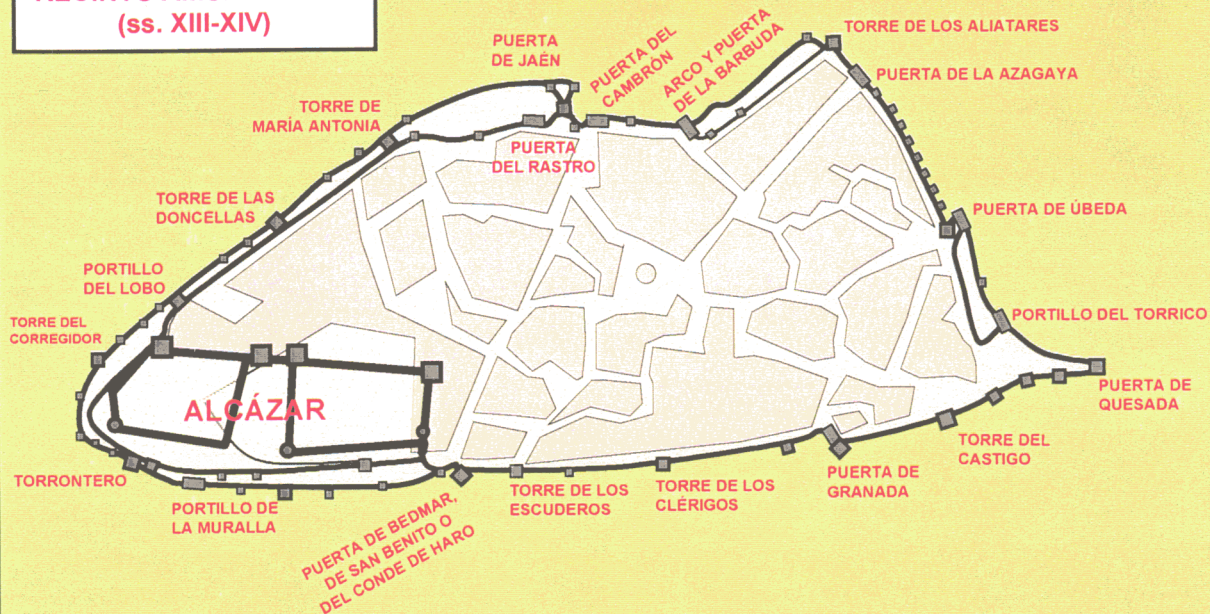 (ss. XIII-XIV)
TORRE DE LOS ALIATARES
PUERTA
DE JAÉN
PUERTA DEL
CAMBRÓN
ARCO Y PUERTA
DE LA BARBUDA
PUERTA DE LA AZAGAYA
TORRE DE
MARÍA ANTONIA
PUERTA
DEL RASTRO
TORRE DE LAS
DONCELLAS
PUERTA DE ÚBEDA
PORTILLO
DEL LOBO
TORRE DEL
CORREGIDOR
PORTILLO DEL TORRICO
ALCÁZAR
PUERTA DE
QUESADA
TORRONTERO
PORTILLO DE
LA MURALLA
PUERTA DE BEDMAR,
DE SAN BENITO O
DEL CONDE DE HARO
TORRE DE LOS
ESCUDEROS
TORRE DE LOS
CLÉRIGOS
PUERTA DE
GRANADA
TORRE DEL
CASTIGO